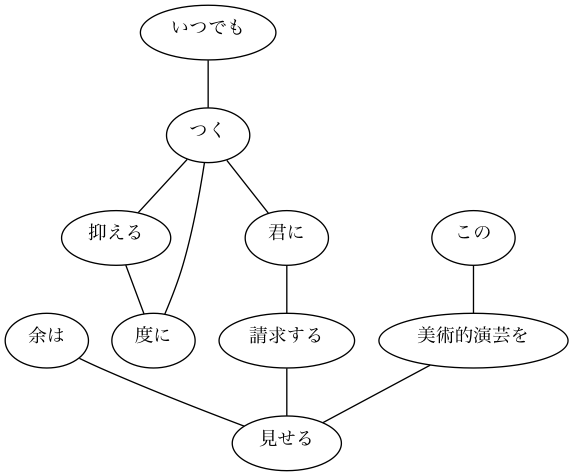 いつでも
つく
抑える
君に
この
余は
度に
請求する
美術的演芸を
見せる